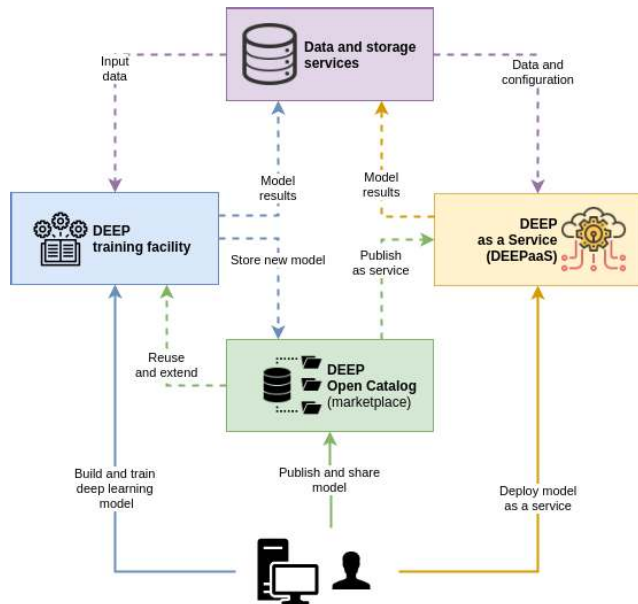 Data and storage
services
Input
data
Data and
configuration
Model
results
Model
results
DEEP
training facility
DEEP
as a Service
(DEEPaaS)
Store new model
Publish
as service
Reuse
and extend
DEEP
Open Catalog
(marketplace)
Build and train
deep learning
model
Publish and share
model
Deploy model
as a service